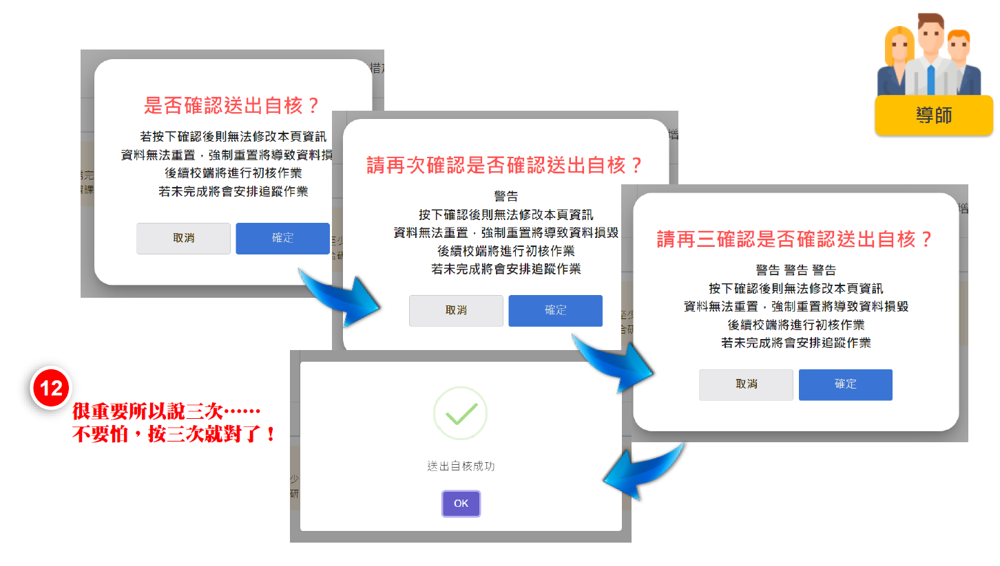 導師
措
是否確認送出自核？
若按下確認後則無法修改本頁資訊
資料無法重置，強制重置將導致資料損
後續校端將進行初核作業
若未完成將會安排追蹤作業
取消
確定
增
請再次確認是否確認送出自核？
警告
按下確認後則無法修改本頁資訊
資料無法重置，強制重置將導致資料損毀
後續校端將進行初核作業
若未完成將會安排追蹤作業
取消
確定
增
請再三確認是否確認送出自核？
警告 警告 警告
按下確認後則無法修改本頁資訊
資料無法重置，強制重置將導致資料損毀
後續校端將進行初核作業
若未完成將會安排追蹤作業
取消
確定
12
很重要所以說三次……
不要怕，按三次就對了！
少
研
送出自核成功
OK